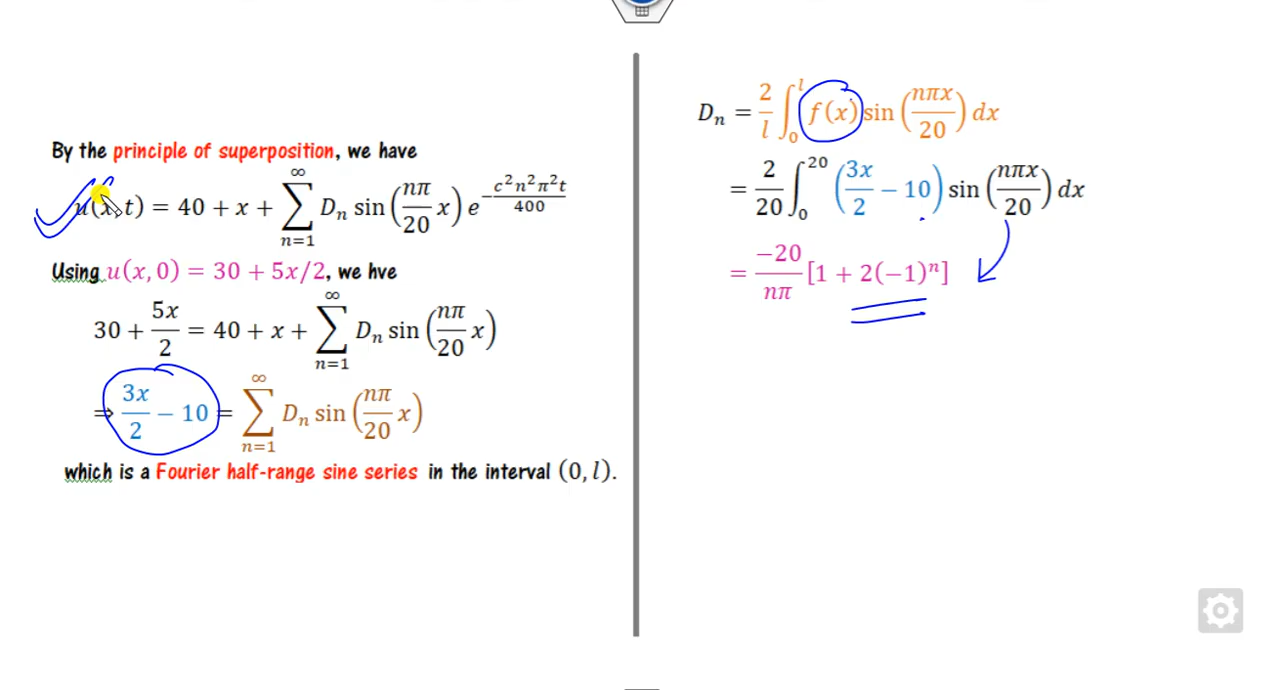 By the principle of superposition, we have
u(x, t) = 40 + x + ∑_{n=1}^{∞} D_n sin(nπ/20 x) e^{−c²n²π²t/400}
Using u(x, 0) = 30 + 5x/2, we hve
30 + 5x/2 = 40 + x + ∑_{n=1}^{∞} D_n sin(nπ/20 x)
⇒ 3x/2 − 10 = ∑_{n=1}^{∞} D_n sin(nπ/20 x)
which is a Fourier half-range sine series in the interval (0, l).
D_n = 2/l ∫_0^l f(x) sin(nπx/20) dx
= 2/20 ∫_0^{20} (3x/2 − 10) sin(nπx/20) dx
= −20/nπ [1 + 2(−1)^n]